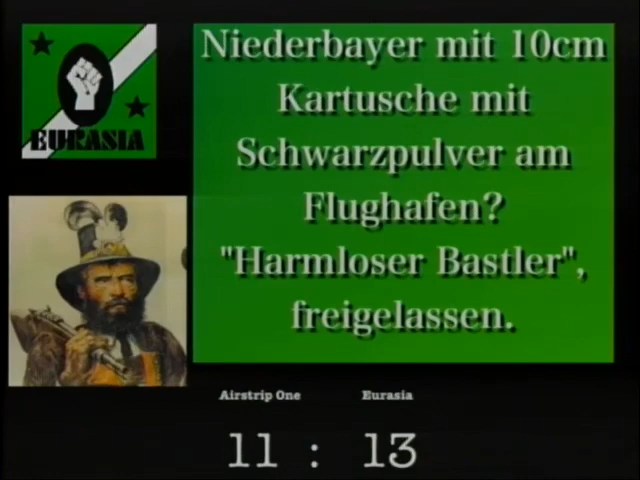 EURASIA
Niederbayer mit 10cm
Kartusche mit
Schwarzpulver am
Flughafen?
"Harmloser Bastler",
freigelassen.
Airstrip One Eurasia
11 : 13